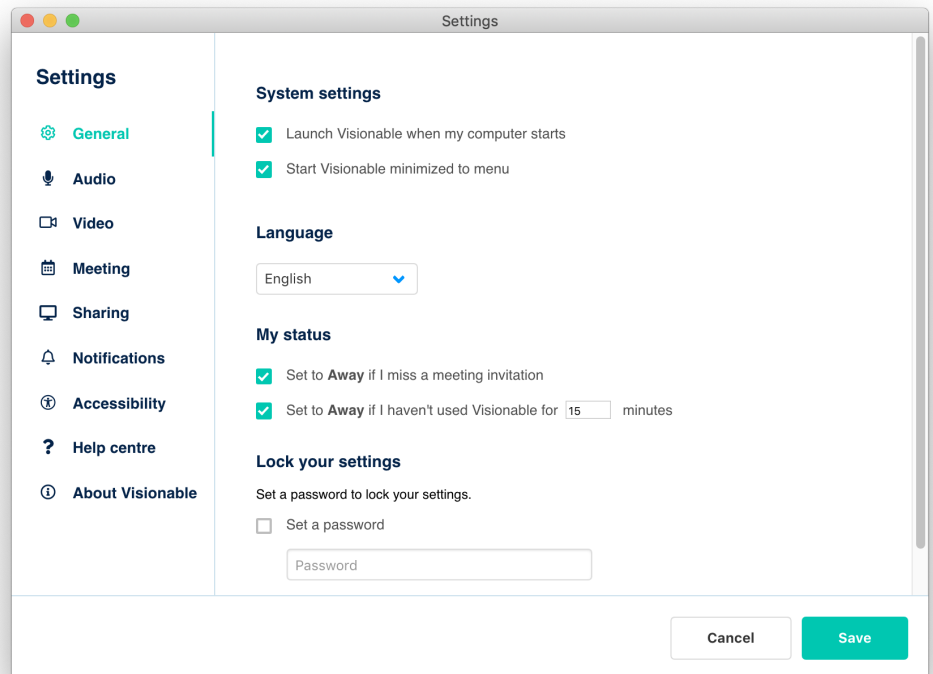 Settings
Settings
General
Audio
Video
Meeting
Sharing
Notifications
Accessibility
Help centre
About Visionable
System settings
Launch Visionable when my computer starts
Start Visionable minimized to menu
Language
English
My status
Set to Away if I miss a meeting invitation
Set to Away if I haven't used Visionable for 15 minutes
Lock your settings
Set a password to lock your settings.
Set a password
Password
Cancel
Save